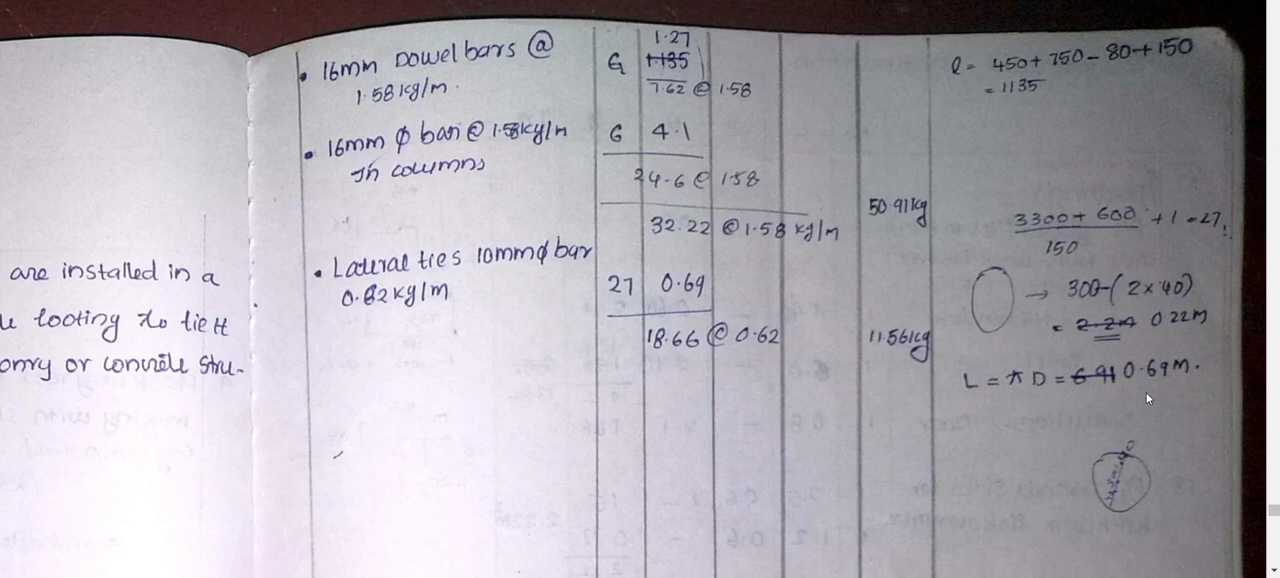 are installed in a
footing to tie it
onry or concrete stru-
• 16mm Dowel bars @
1.58kg/m.
6 1.27
1135
7.62 @ 1.58
• 16mm φ bar @ 1.58kg/m
In columns
6 4.1
24.6 @ 1.58
32.22 @ 1.58 kg/m 50.91kg
• Lateral ties 10mmφ bar
0.62kg/m
27 0.69
18.66 @ 0.62 11.56kg
l = 450+750-80+150
= 1135
3300+600 +1 = 27
150
→ 300-(2×40)
= 2.2m 0.22M
L = πD = 6.91 0.69M.